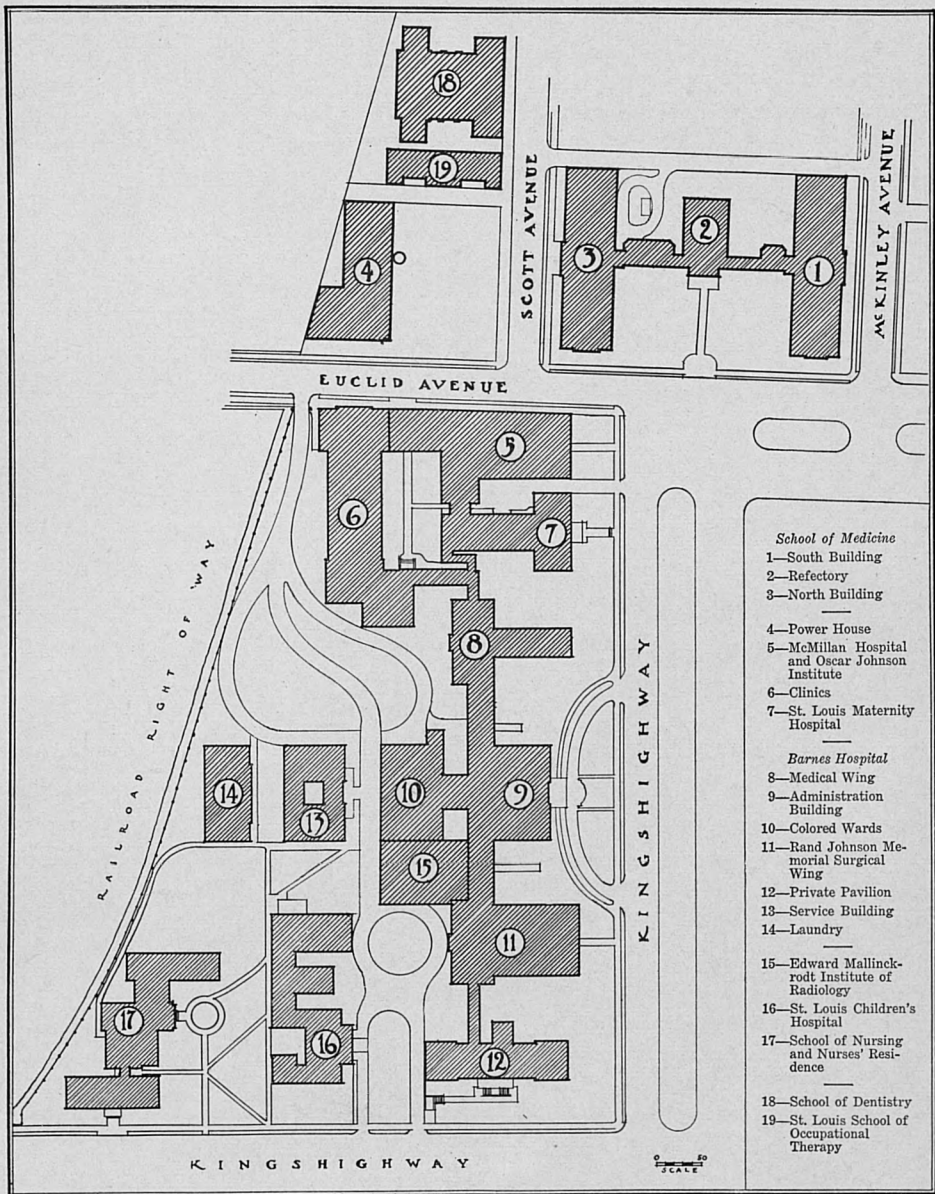 18
19
4
SCOTT AVENUE
3
2
1
McKINLEY AVENUE
EUCLID AVENUE
5
6
7
8
RAILROAD RIGHT OF WAY
14
13
10
9
15
KINGSHIGHWAY
11
17
16
12
KINGSHIGHWAY
0 50
SCALE
School of Medicine
1—South Building
2—Refectory
3—North Building
4—Power House
5—McMillan Hospital
and Oscar Johnson
Institute
6—Clinics
7—St. Louis Maternity
Hospital
Barnes Hospital
8—Medical Wing
9—Administration
Building
10—Colored Wards
11—Rand Johnson Me-
morial Surgical
Wing
12—Private Pavilion
13—Service Building
14—Laundry
15—Edward Mallinck-
rodt Institute of
Radiology
16—St. Louis Children's
Hospital
17—School of Nursing
and Nurses' Resi-
dence
18—School of Dentistry
19—St. Louis School of
Occupational
Therapy